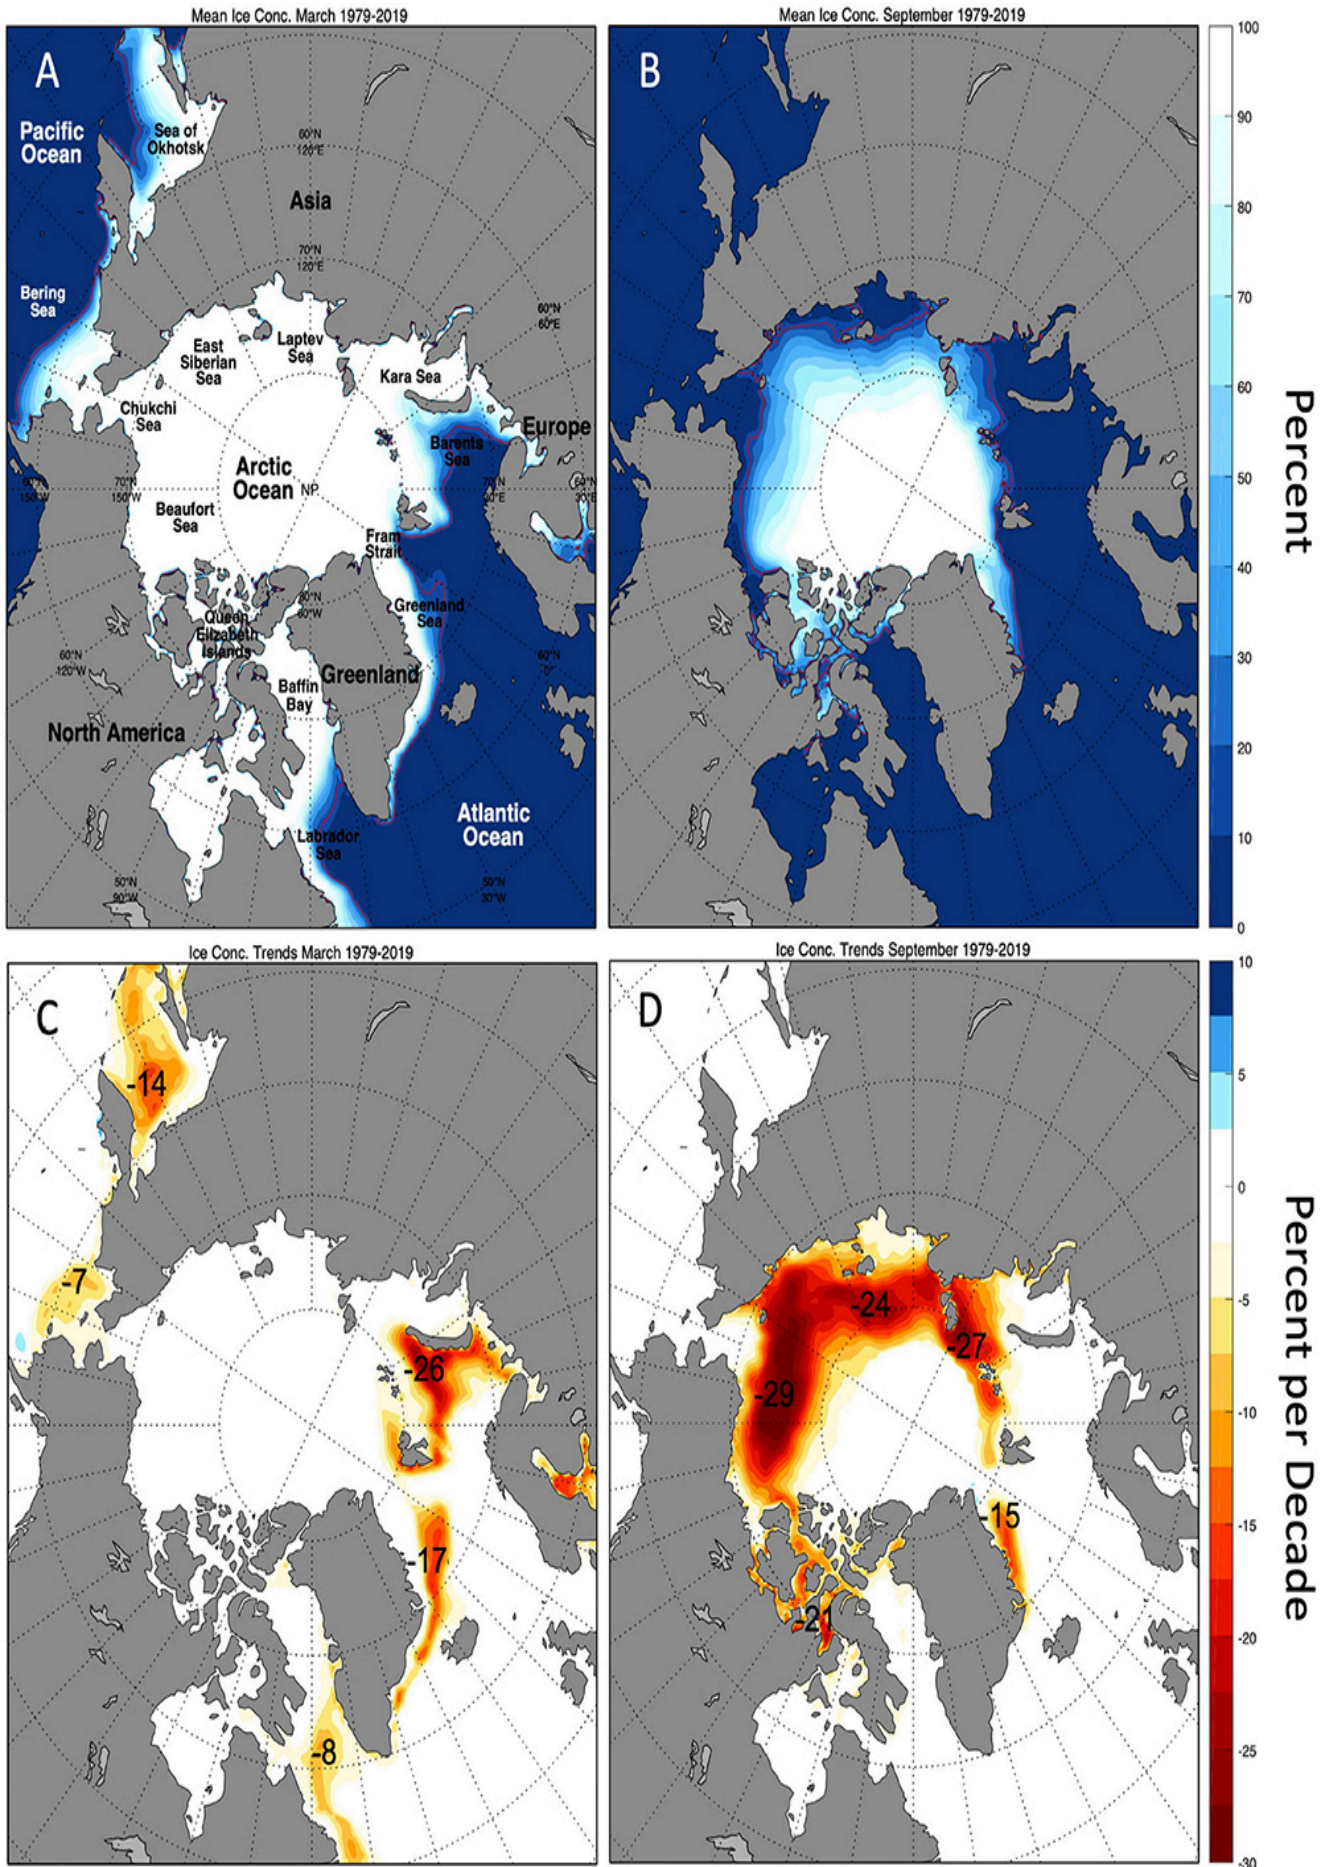 Mean Ice Conc. March 1979-2019
Mean Ice Conc. September 1979-2019
A
Pacific
Ocean
Sea of
Okhotsk
60°N
120°E
Asia
70°N
120°E
Bering
Sea
East
Siberian
Sea
Laptev
Sea
60°N
60°E
Kara Sea
Chukchi
Sea
Europe
Barents
Sea
Arctic
Ocean
NP
60°N
150°W
70°N
150°W
Beaufort
Sea
Fram
Strait
Greenland
Sea
80°N
60°W
Queen
Elizabeth
Islands
60°N
120°W
60°N
0°
Greenland
Baffin
Bay
North America
Atlantic
Ocean
Labrador
Sea
50°N
90°W
50°N
30°W
B
100
90
80
70
60
50
40
30
20
10
0
Percent
Ice Conc. Trends March 1979-2019
Ice Conc. Trends September 1979-2019
C
-14
-7
-26
-17
-8
D
-24
-27
-29
-15
-21
10
5
0
-5
-10
-15
-20
-25
-30
Percent per Decade